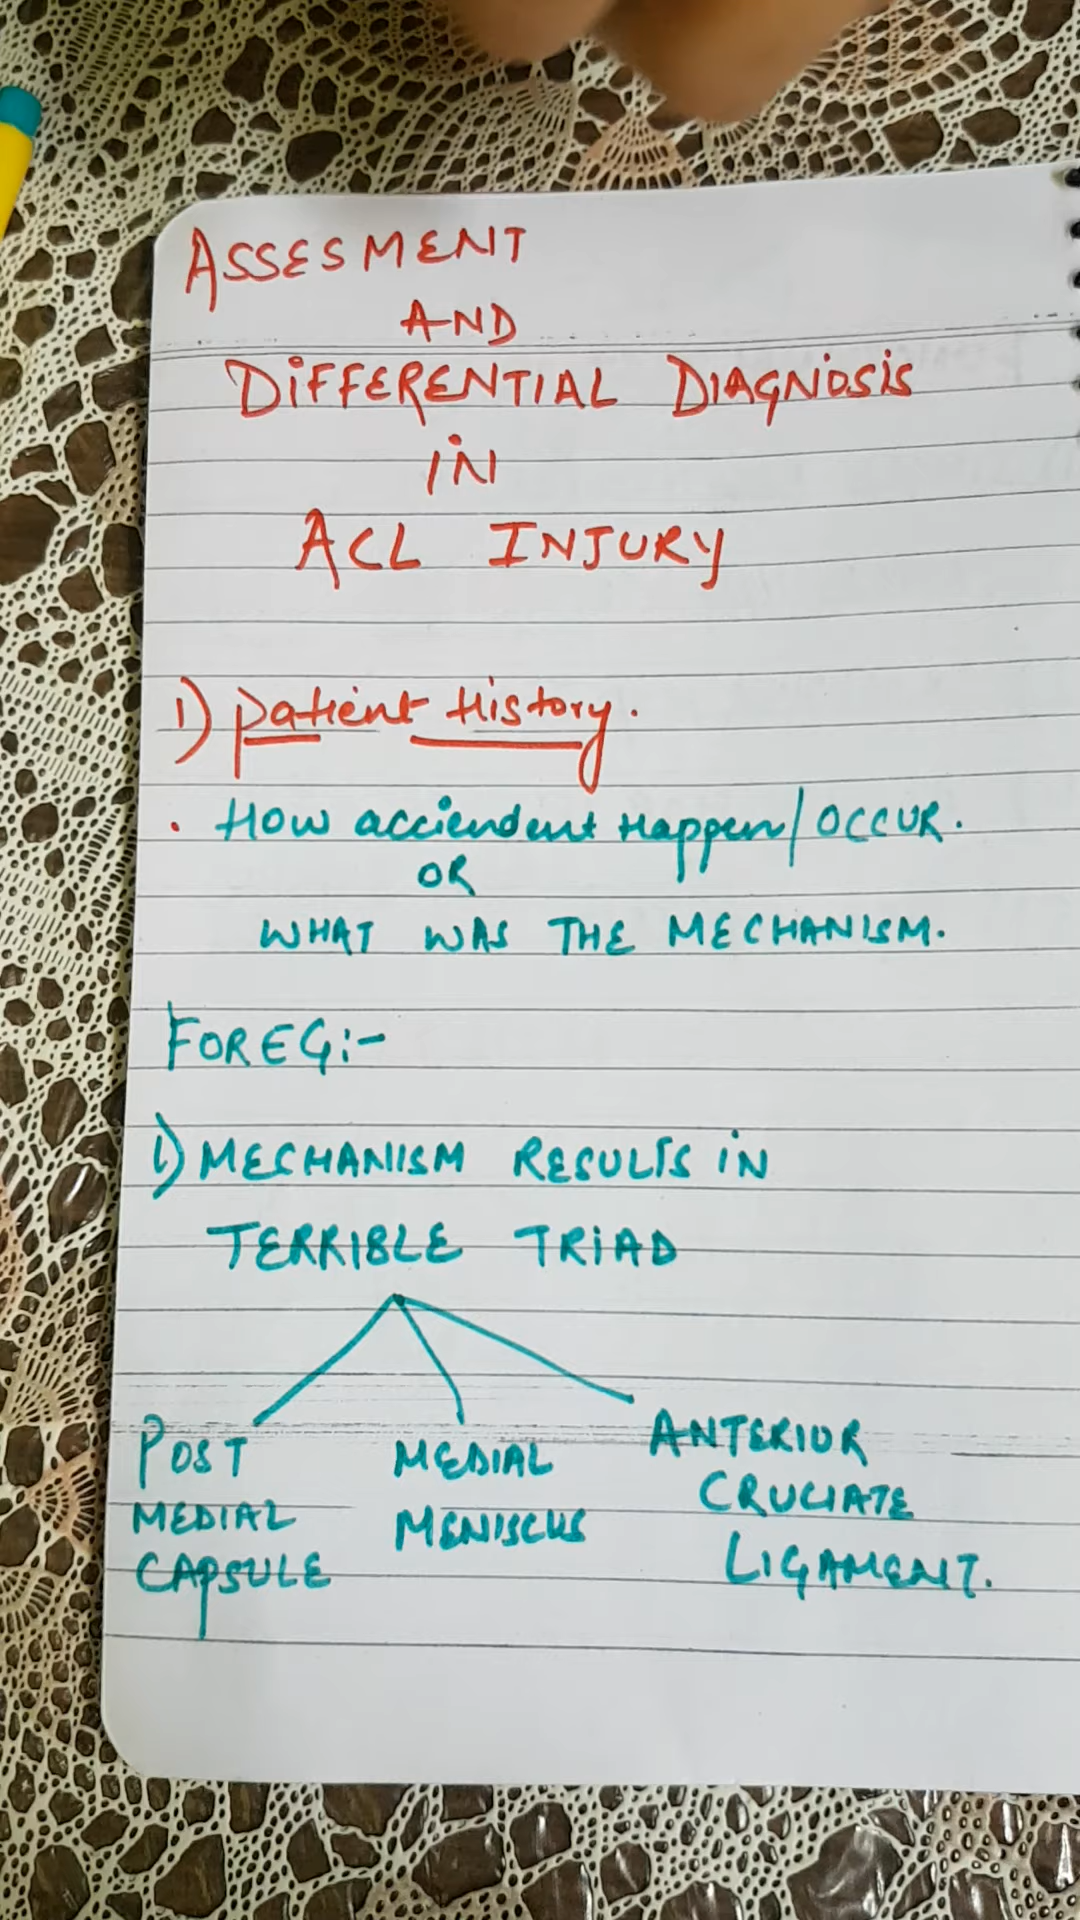 ASSESMENT
AND
DIFFERENTIAL DIAGNOSIS
IN
ACL INJURY
1) Patient History.
• How acciendent Happen/OCCUR.
OR
WHAT WAS THE MECHANISM.
FOREG:-
1) MECHANISM RESULTS IN
TERRIBLE TRIAD
POST
MEDIAL
CAPSULE
MEDIAL
MENISCUS
ANTERIOR
CRUCIATE
LIGAMENT.